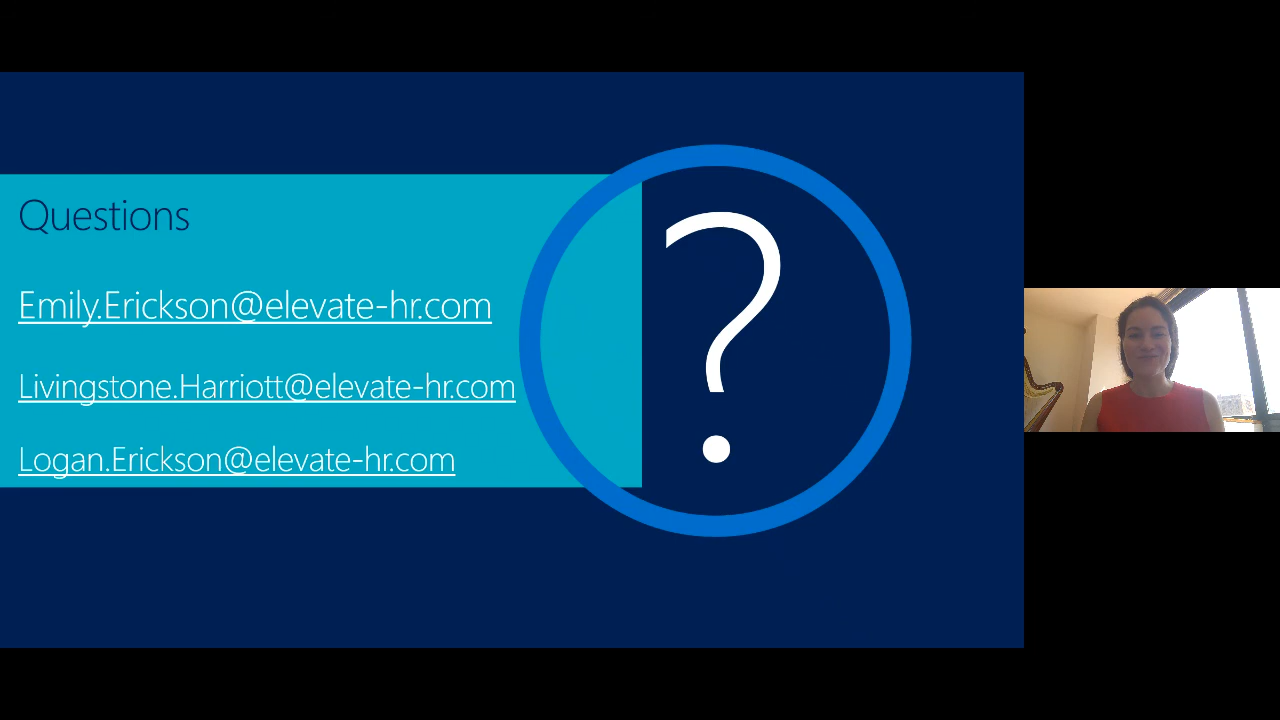 Questions
Emily.Erickson@elevate-hr.com
Livingstone.Harriott@elevate-hr.com
Logan.Erickson@elevate-hr.com
?